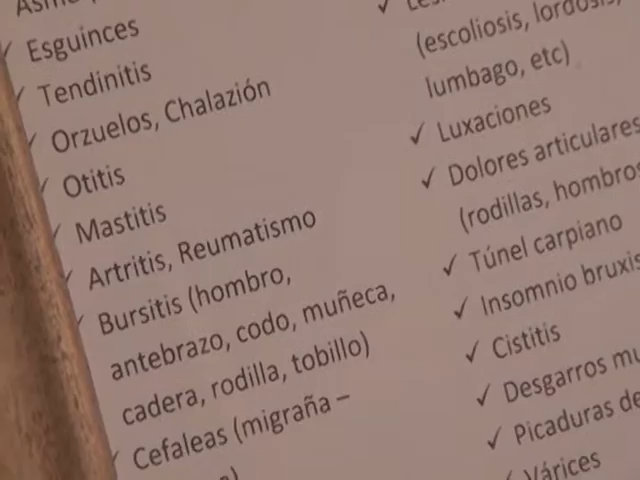 ✓ Esguinces
✓ Tendinitis
✓ Orzuelos, Chalazión
✓ Otitis
✓ Mastitis
✓ Artritis, Reumatismo
✓ Bursitis (hombro,
antebrazo, codo, muñeca,
cadera, rodilla, tobillo)
✓ Cefaleas (migraña –
(escoliosis, lordosis,
lumbago, etc)
✓ Luxaciones
✓ Dolores articulares
(rodillas, hombros
✓ Túnel carpiano
✓ Insomnio bruxis
✓ Cistitis
✓ Desgarros mu
✓ Picaduras de
✓ Várices